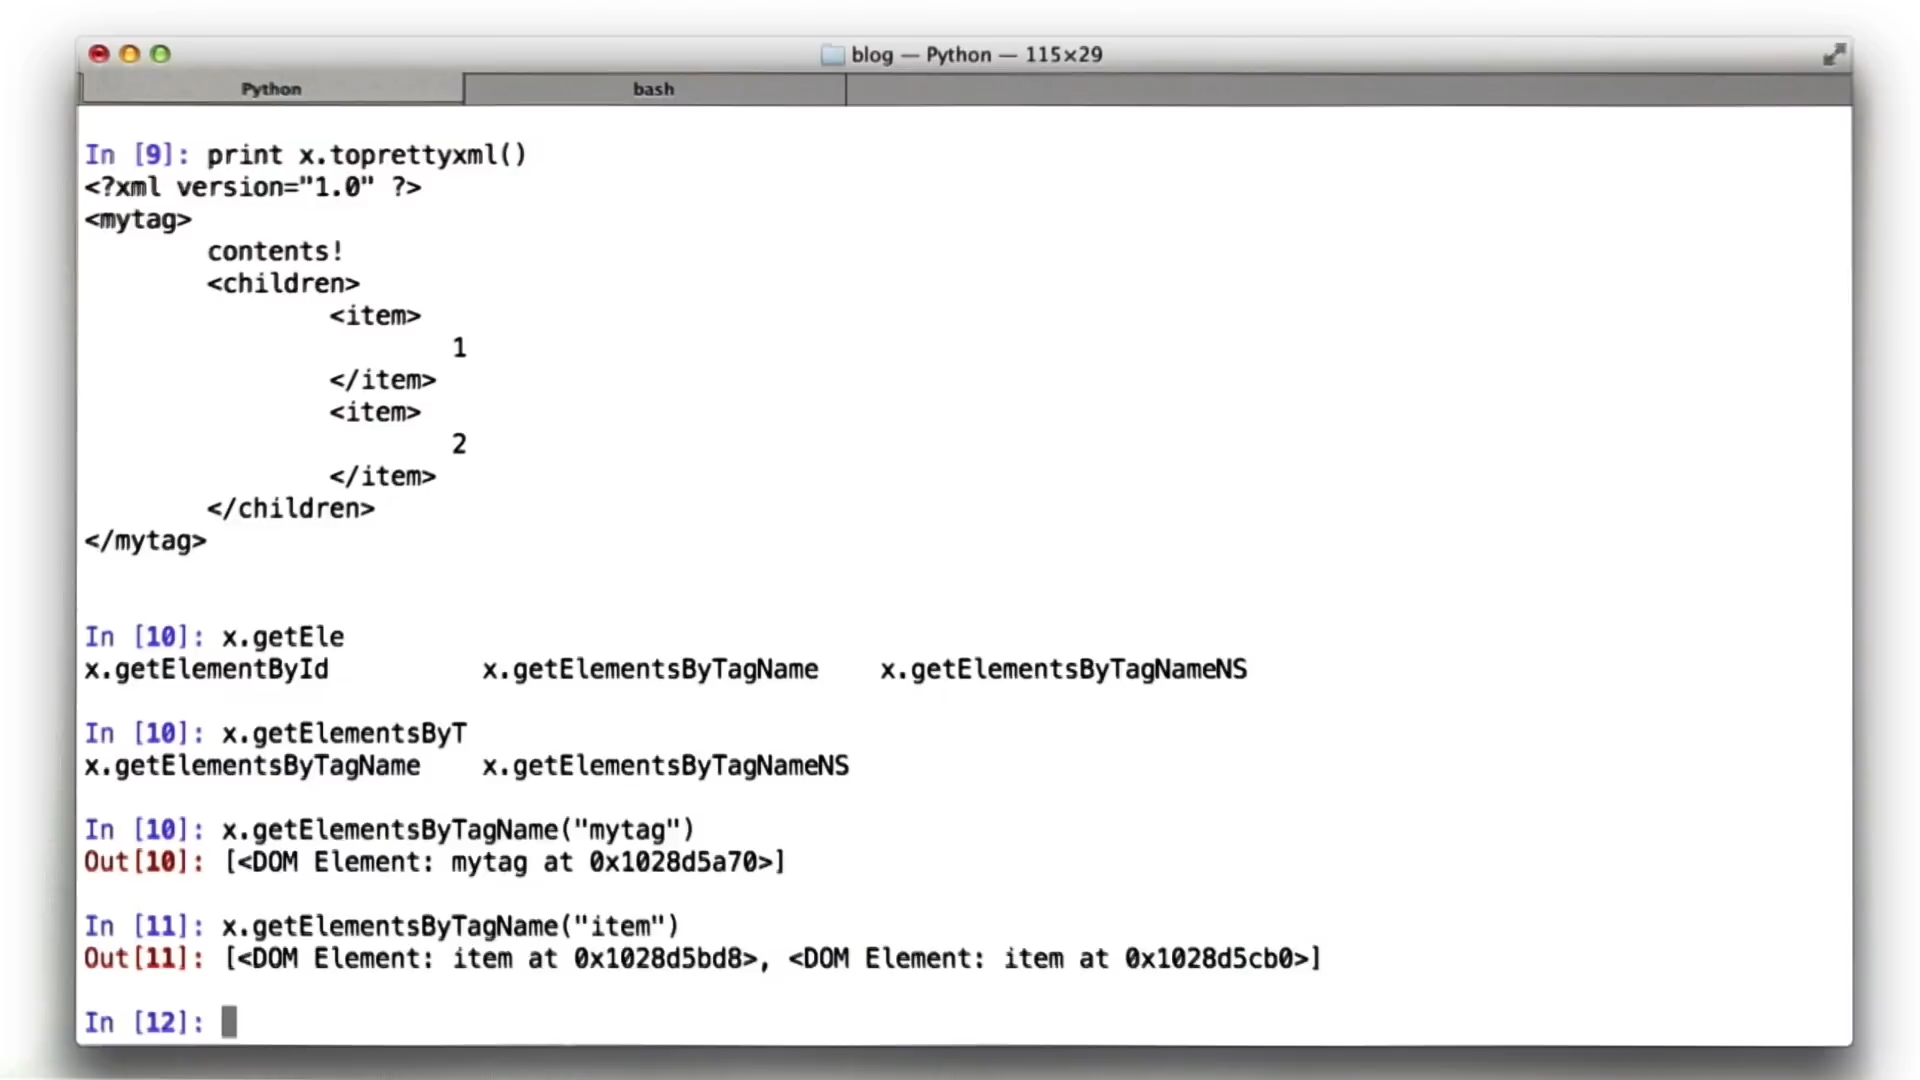 blog — Python — 115×29
Python bash
In [9]: print x.toprettyxml()
<?xml version="1.0" ?>
<mytag>
contents!
<children>
<item>
1
</item>
<item>
2
</item>
</children>
</mytag>
In [10]: x.getEle
x.getElementById x.getElementsByTagName x.getElementsByTagNameNS
In [10]: x.getElementsByT
x.getElementsByTagName x.getElementsByTagNameNS
In [10]: x.getElementsByTagName("mytag")
Out[10]: [<DOM Element: mytag at 0x1028d5a70>]
In [11]: x.getElementsByTagName("item")
Out[11]: [<DOM Element: item at 0x1028d5bd8>, <DOM Element: item at 0x1028d5cb0>]
In [12]: